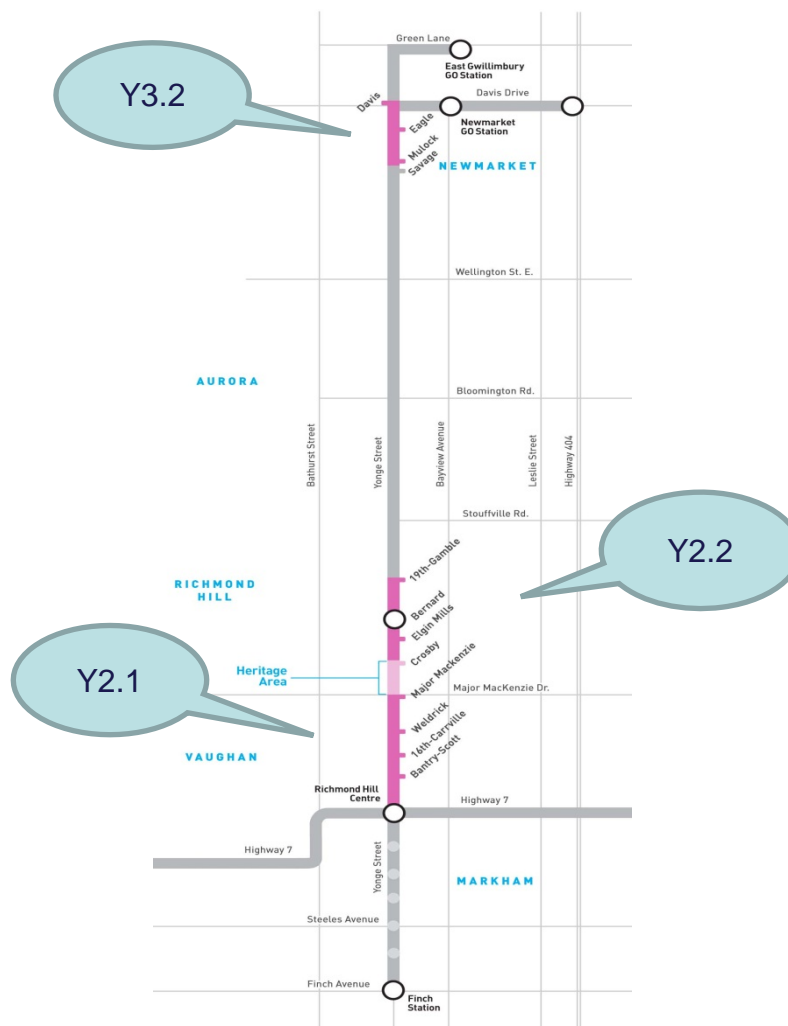 Green Lane
East Gwillimbury
GO Station
Y3.2
Davis
Davis Drive
Eagle
Newmarket
GO Station
Mulock
Savage
NEWMARKET
Wellington St. E.
AURORA
Bloomington Rd.
Bathurst Street
Yonge Street
Bayview Avenue
Leslie Street
Highway 404
Stouffville Rd.
Y2.2
19th-Gamble
RICHMOND
HILL
Bernard
Elgin Mills
Crosby
Heritage
Area
Y2.1
Major Mackenzie
Major MacKenzie Dr.
Weldrick
16th-Carrville
Bantry-Scott
VAUGHAN
Richmond Hill
Centre
Highway 7
Highway 7
Yonge Street
MARKHAM
Steeles Avenue
Finch Avenue
Finch
Station